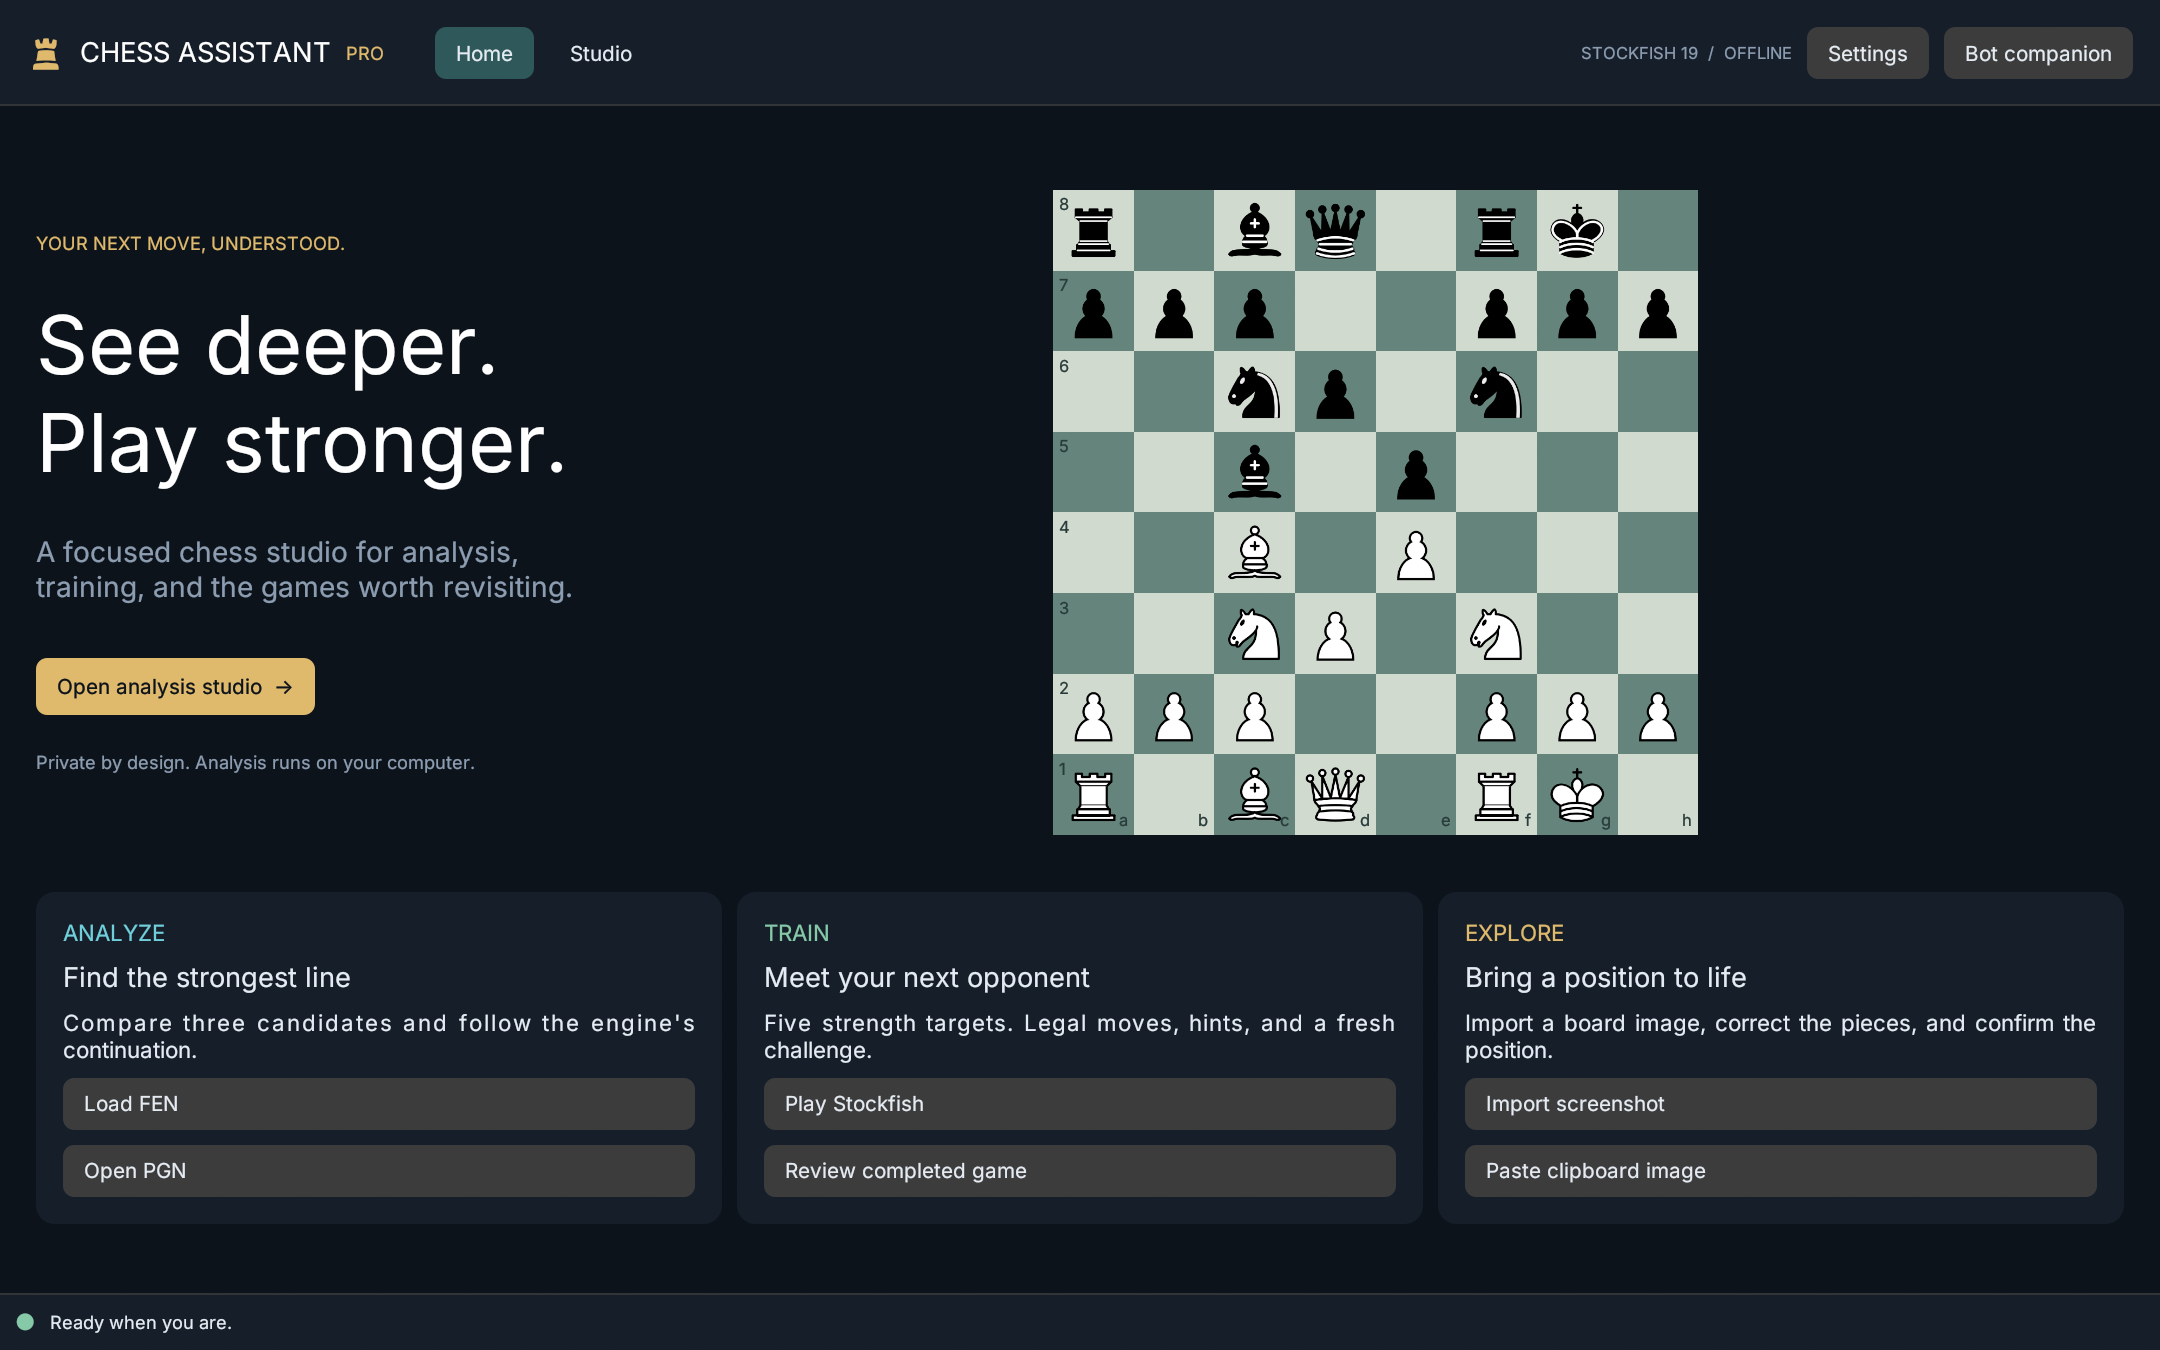 CHESS ASSISTANT PRO
Home
Studio
STOCKFISH 19 / OFFLINE
Settings
Bot companion
YOUR NEXT MOVE, UNDERSTOOD.
See deeper.
Play stronger.
A focused chess studio for analysis,
training, and the games worth revisiting.
Open analysis studio →
Private by design. Analysis runs on your computer.
8
7
6
5
4
3
2
1
a b c d e f g h
ANALYZE
Find the strongest line
Compare three candidates and follow the engine's
continuation.
Load FEN
Open PGN
TRAIN
Meet your next opponent
Five strength targets. Legal moves, hints, and a fresh
challenge.
Play Stockfish
Review completed game
EXPLORE
Bring a position to life
Import a board image, correct the pieces, and confirm the
position.
Import screenshot
Paste clipboard image
Ready when you are.